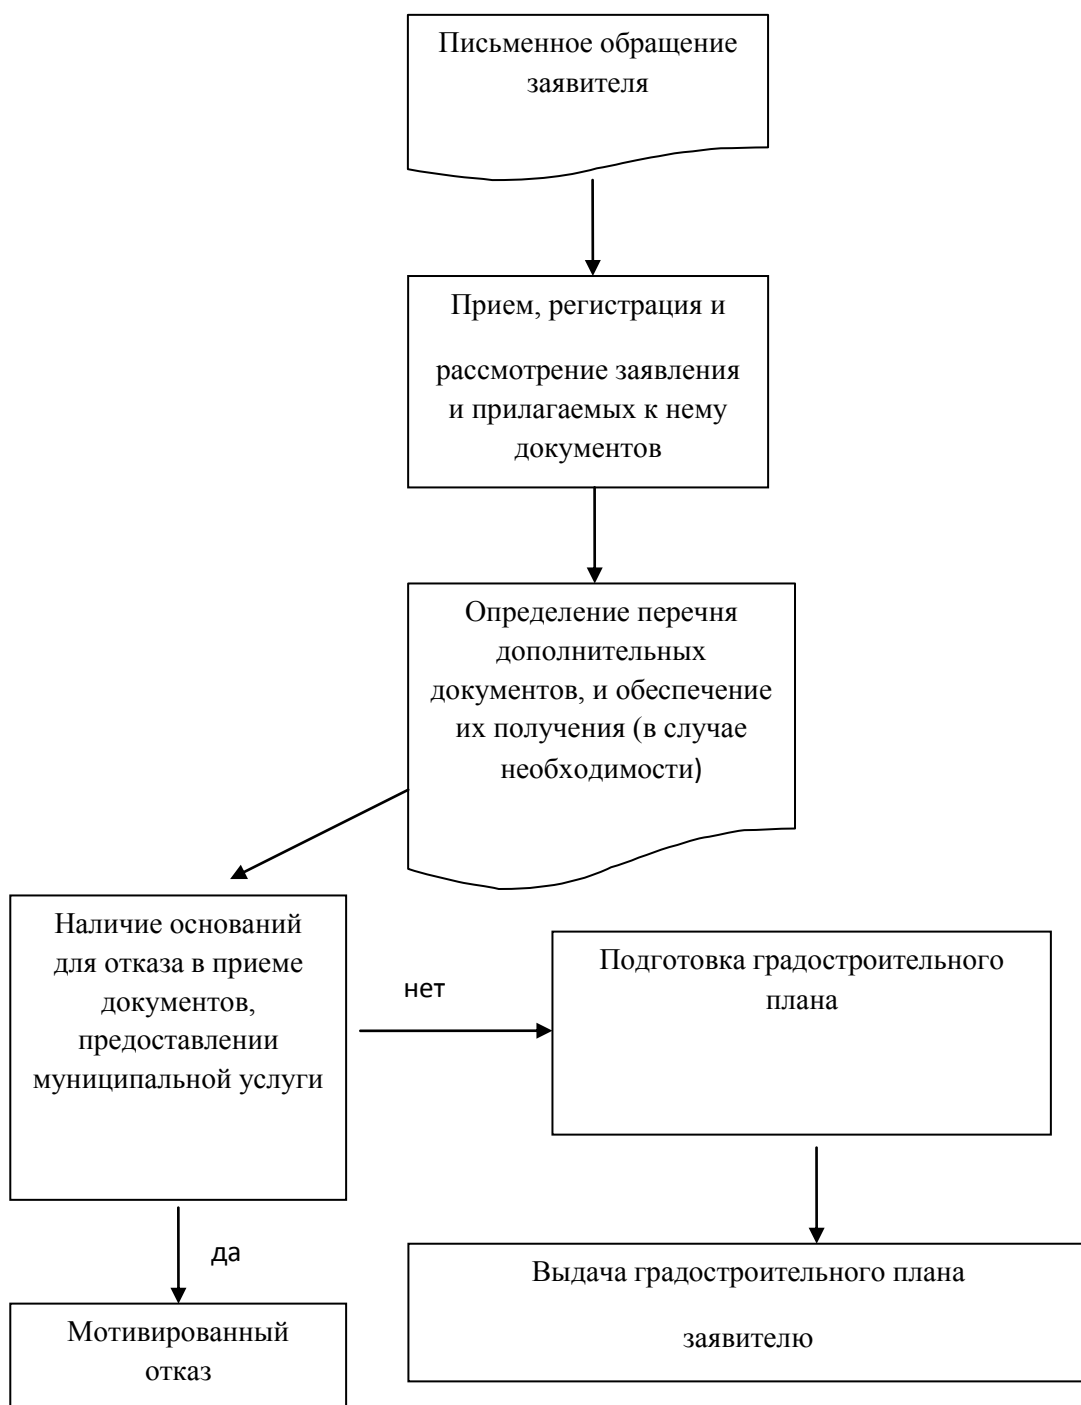 Письменное обращение
заявителя
Прием, регистрация и
рассмотрение заявления
и прилагаемых к нему
документов
Определение перечня
дополнительных
документов, и обеспечение
их получения (в случае
необходимости)
Наличие оснований
для отказа в приеме
документов,
предоставлении
муниципальной услуги
нет
Подготовка градостроительного
плана
да
Выдача градостроительного плана
заявителю
Мотивированный
отказ